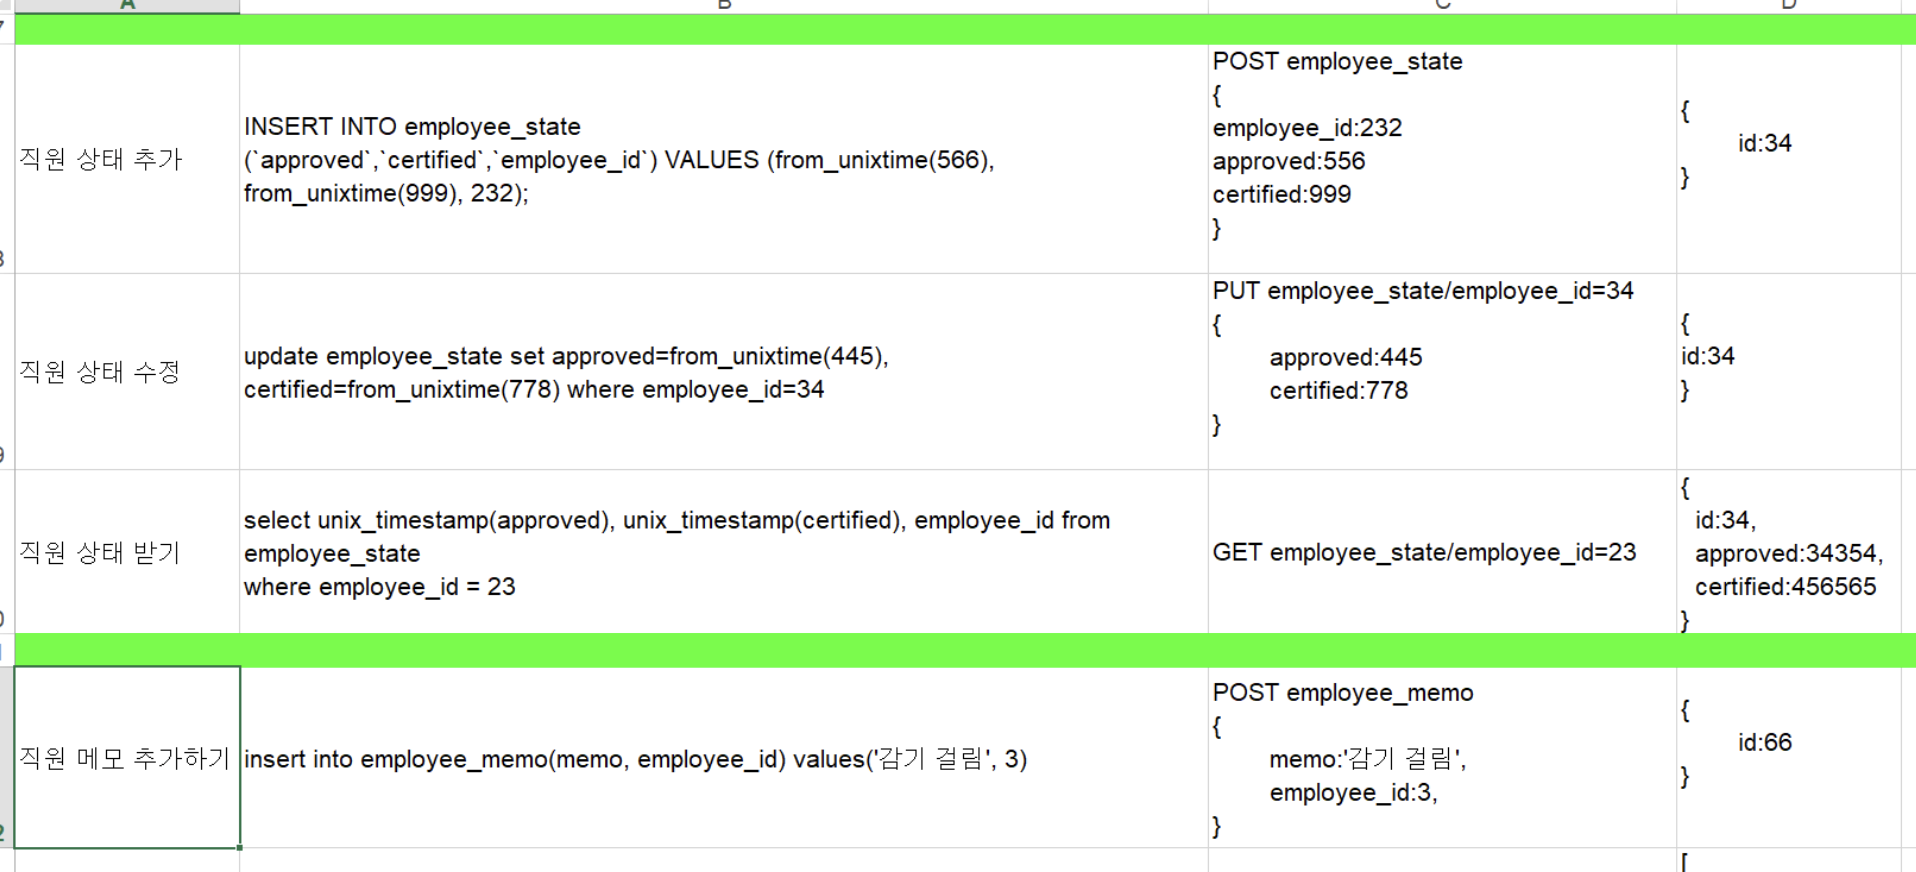 A
B
C
D
7
직원 상태 추가
INSERT INTO employee_state
(`approved`,`certified`,`employee_id`) VALUES (from_unixtime(566),
from_unixtime(999), 232);
POST employee_state
{
employee_id:232
approved:556
certified:999
}
{
id:34
}
직원 상태 수정
update employee_state set approved=from_unixtime(445),
certified=from_unixtime(778) where employee_id=34
PUT employee_state/employee_id=34
{
approved:445
certified:778
}
{
id:34
}
직원 상태 받기
select unix_timestamp(approved), unix_timestamp(certified), employee_id from
employee_state
where employee_id = 23
GET employee_state/employee_id=23
{
id:34,
approved:34354,
certified:456565
}
직원 메모 추가하기
insert into employee_memo(memo, employee_id) values('감기 걸림', 3)
POST employee_memo
{
memo:'감기 걸림',
employee_id:3,
}
{
id:66
}
[